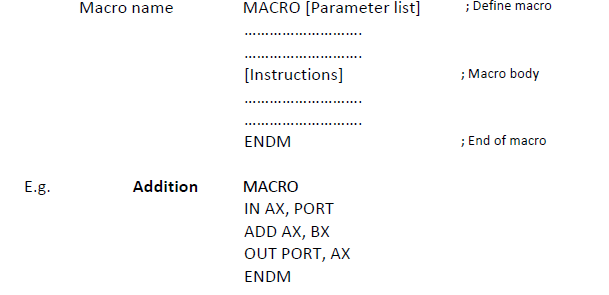 Macro name MACRO [Parameter list] ; Define macro
……………………….
……………………….
[Instructions] ; Macro body
……………………….
……………………….
ENDM ; End of macro
E.g. Addition MACRO
IN AX, PORT
ADD AX, BX
OUT PORT, AX
ENDM